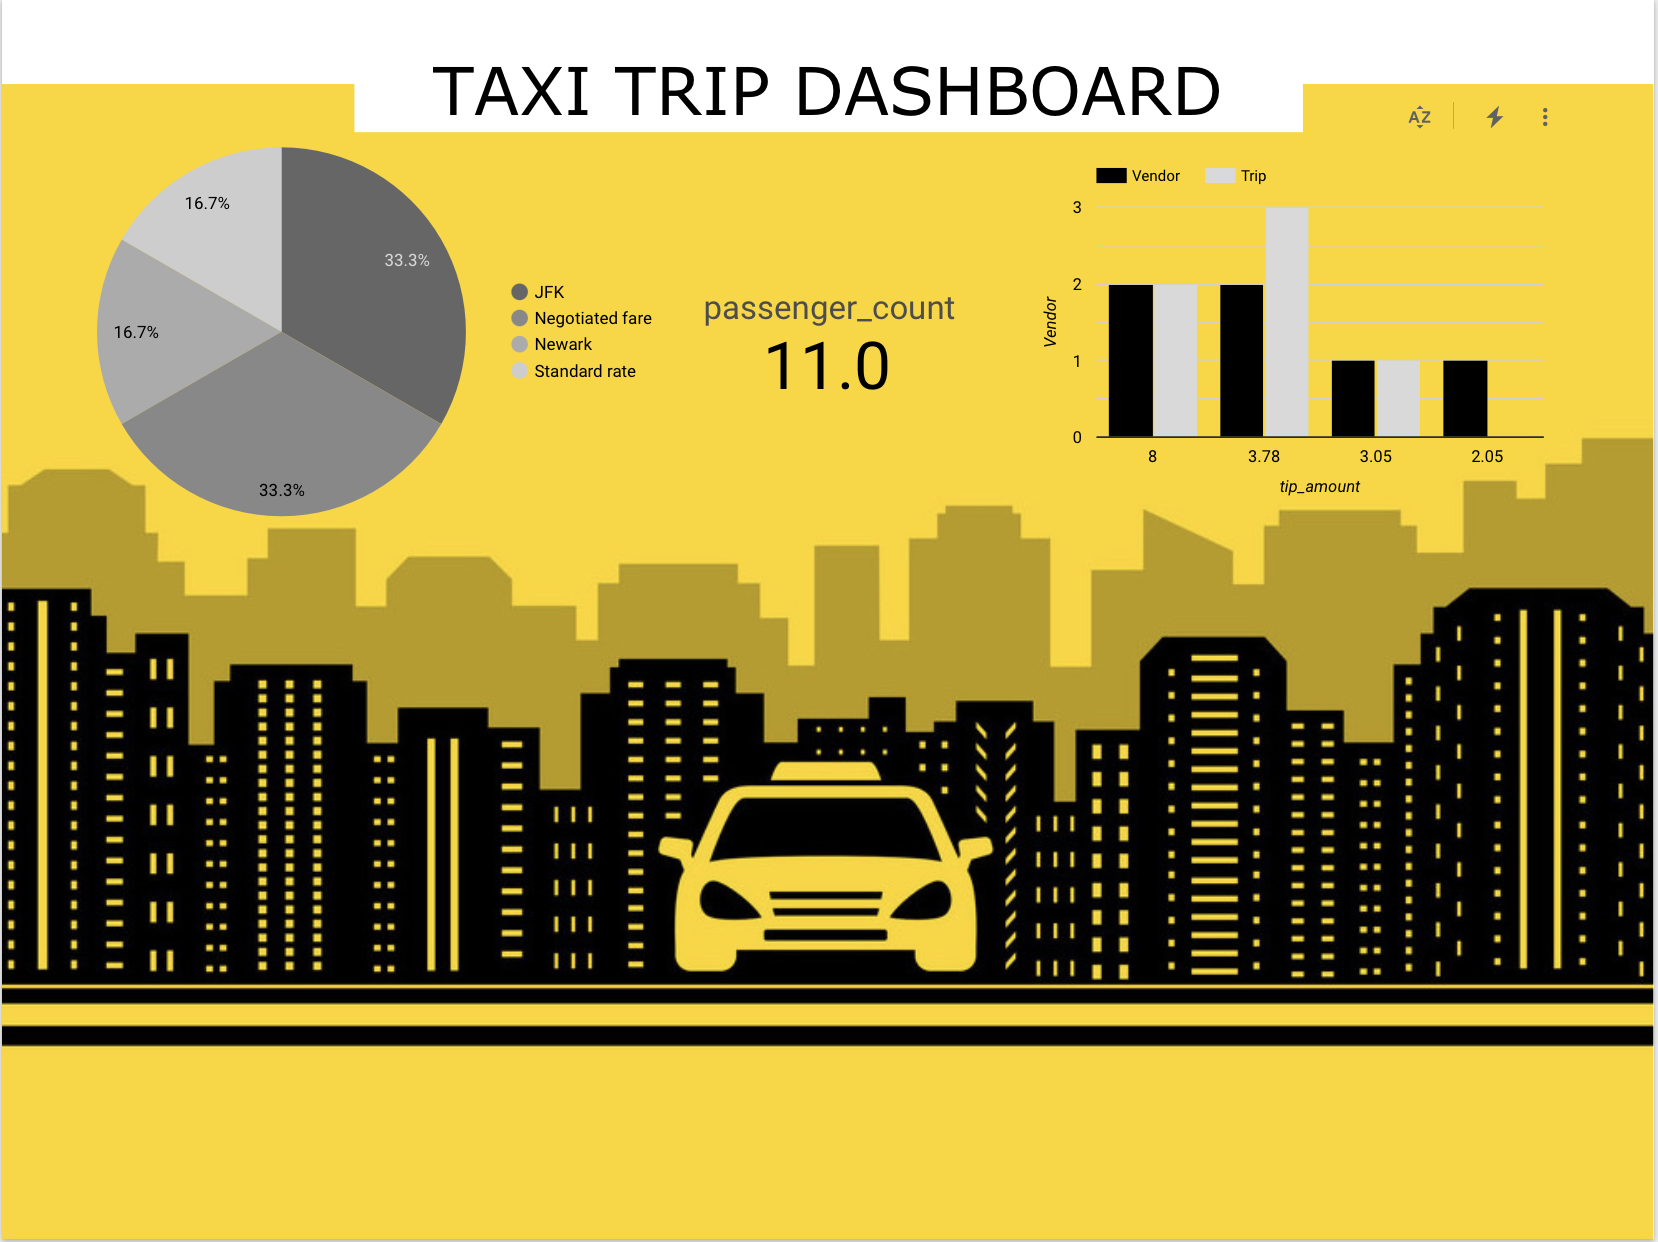 TAXI TRIP DASHBOARD
AZ
16.7%
33.3%
16.7%
33.3%
JFK
Negotiated fare
Newark
Standard rate
passenger_count
11.0
Vendor
Trip
Vendor
3
2
1
0
8
3.78
3.05
2.05
tip_amount